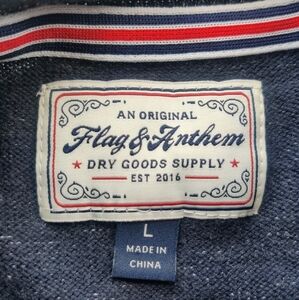 AN ORIGINAL
Flag & Anthem
★ DRY GOODS SUPPLY ★
EST 2016
L
MADE IN
CHINA